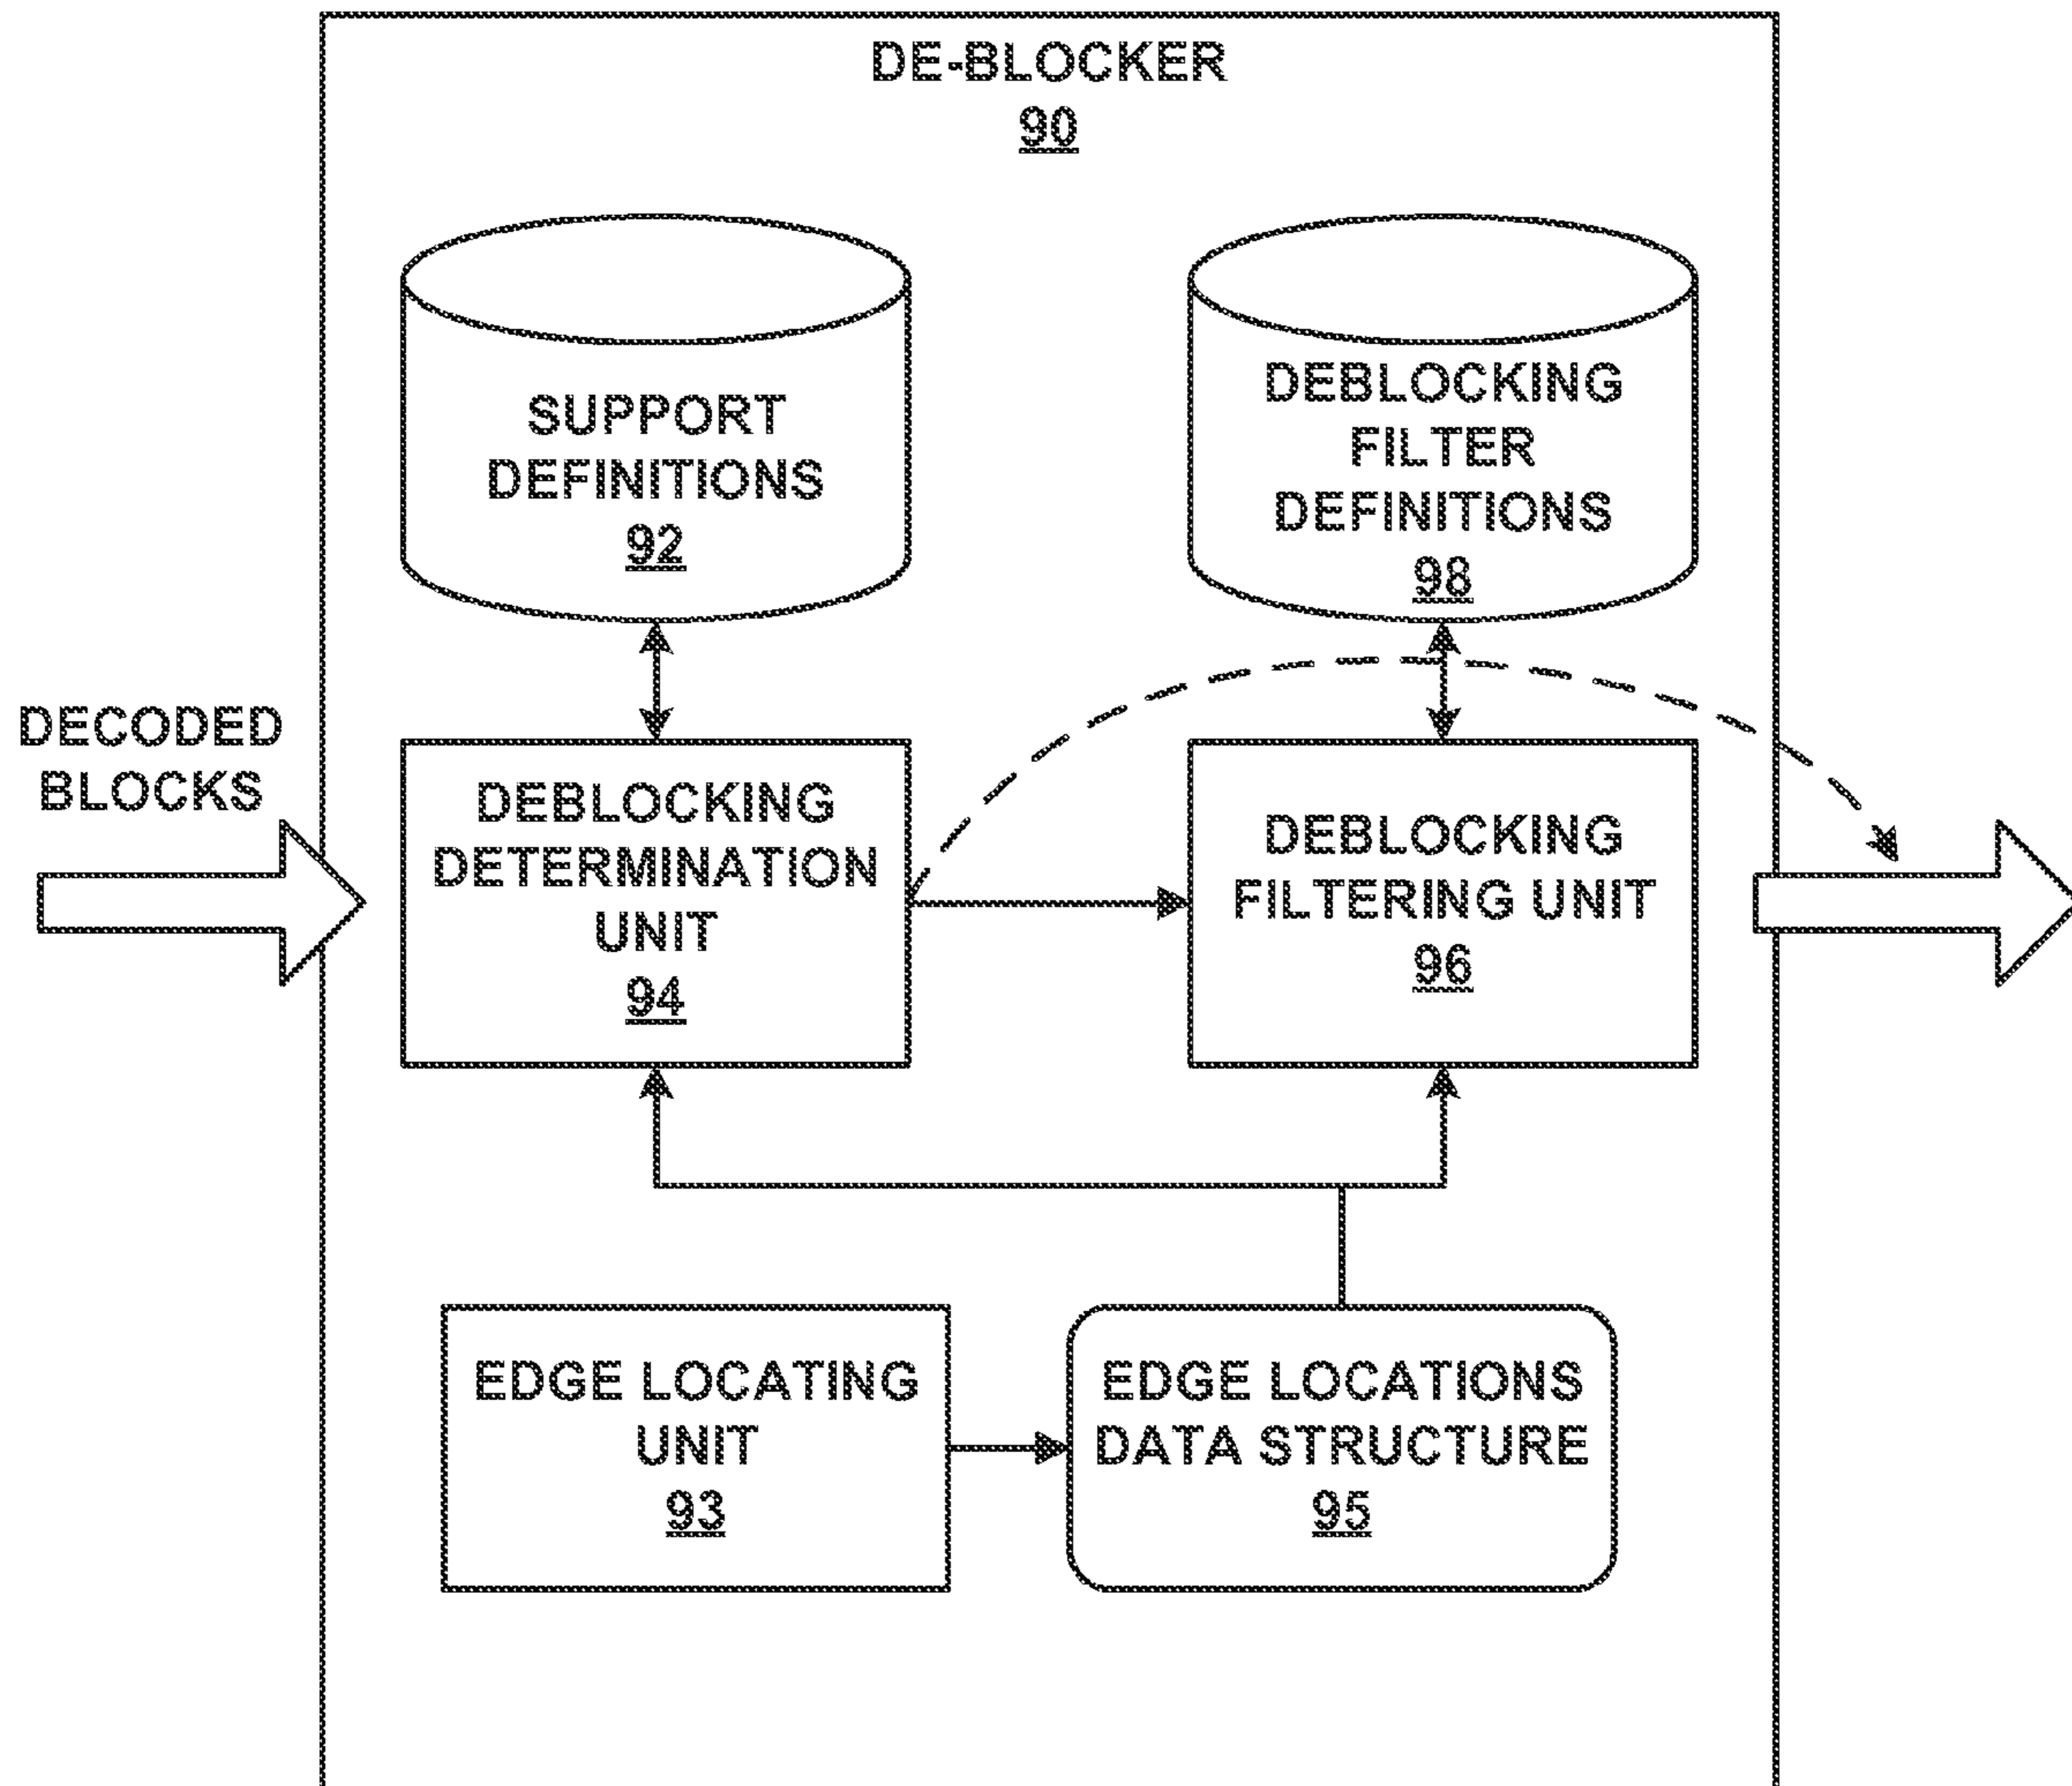 DE-BLOCKER
90
SUPPORT
DEFINITIONS
92
DEBLOCKING
FILTER
DEFINITIONS
98
DECODED
BLOCKS
DEBLOCKING
DETERMINATION
UNIT
94
DEBLOCKING
FILTERING UNIT
96
EDGE LOCATING
UNIT
93
EDGE LOCATIONS
DATA STRUCTURE
95